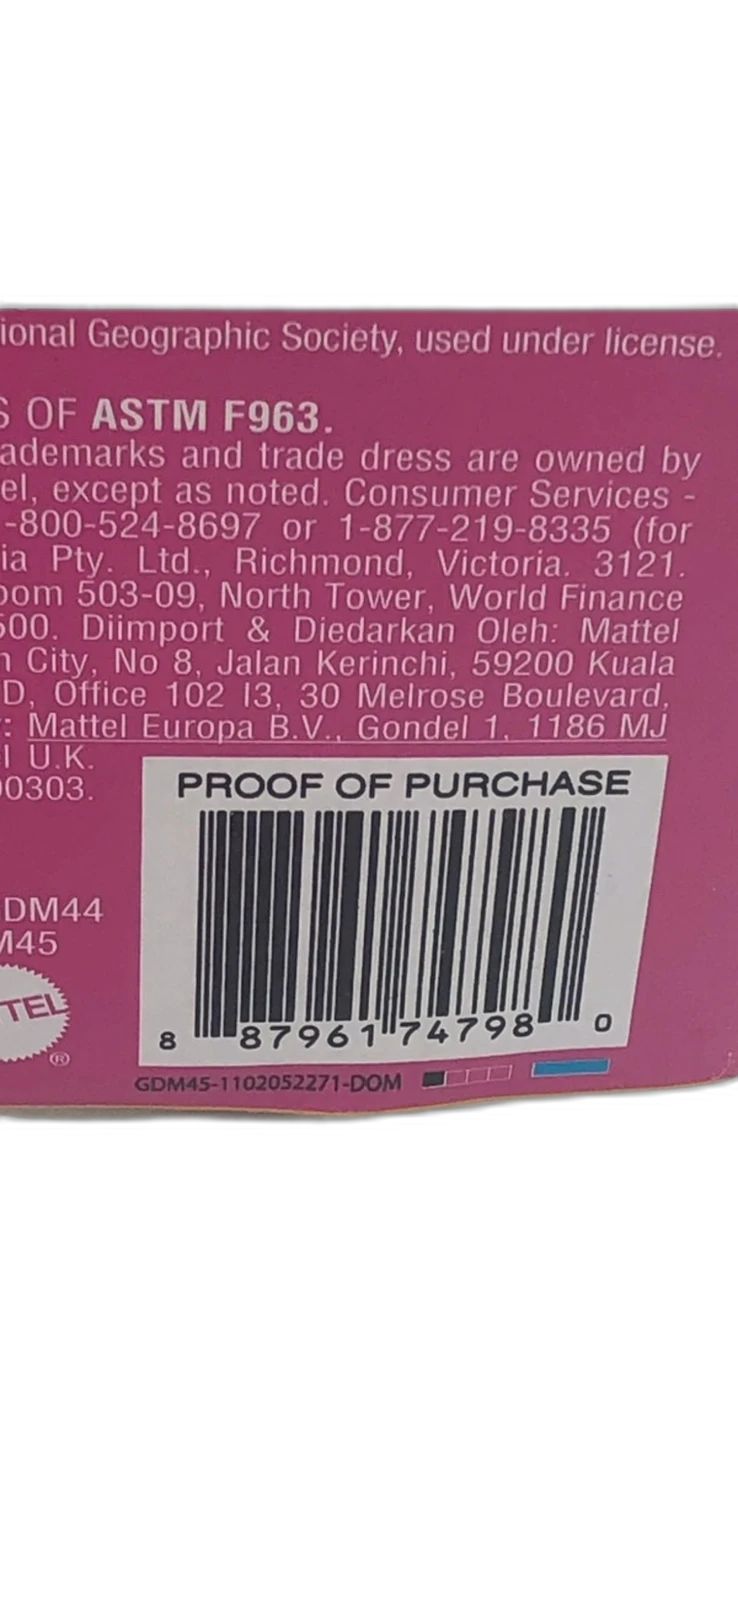 ional Geographic Society, used under license.
S OF ASTM F963.
ademarks and trade dress are owned by
el, except as noted. Consumer Services -
-800-524-8697 or 1-877-219-8335 (for
ia Pty. Ltd., Richmond, Victoria. 3121.
oom 503-09, North Tower, World Finance
500. Diimport & Diedarkan Oleh: Mattel
n City, No 8, Jalan Kerinchi, 59200 Kuala
D, Office 102 I3, 30 Melrose Boulevard,
: Mattel Europa B.V., Gondel 1, 1186 MJ
l U.K.
00303.
PROOF OF PURCHASE
DM44
M45
TTEL
®
8 87961 74798 0
GDM45-1102052271-DOM